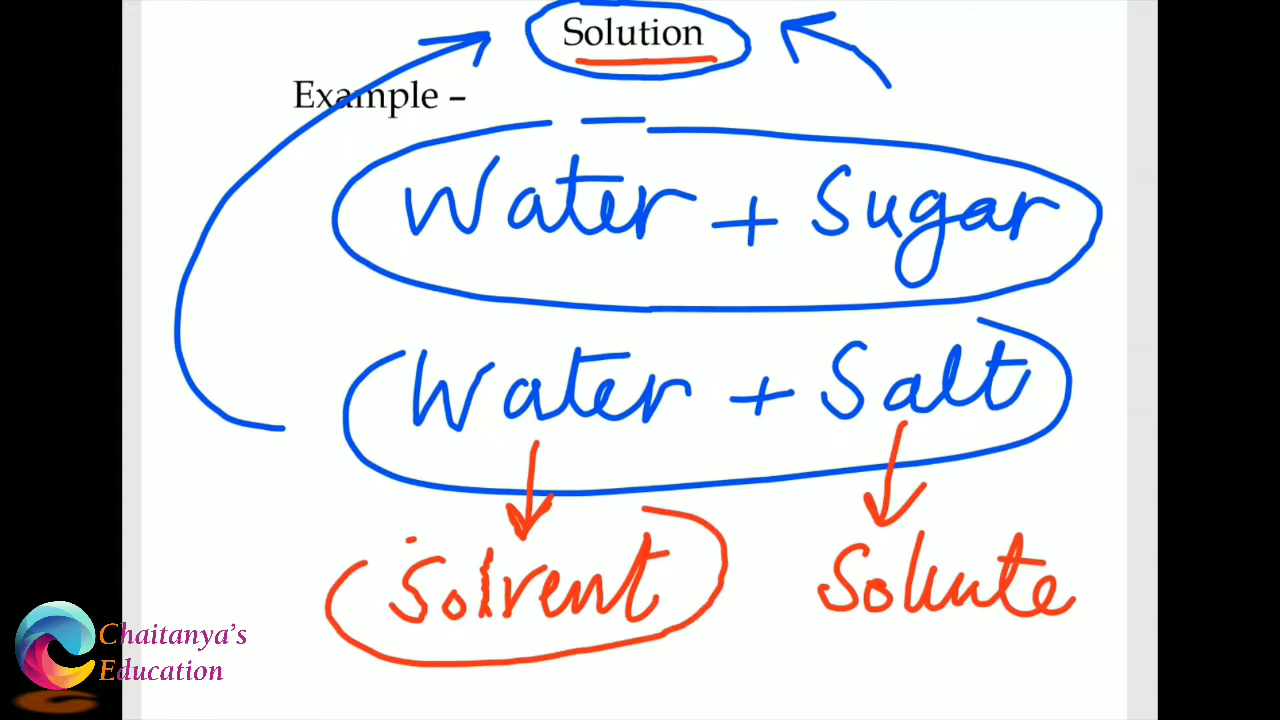 Solution
Example –
Water + Sugar
Water + Salt
Solvent Solute
Chaitanya's
Education